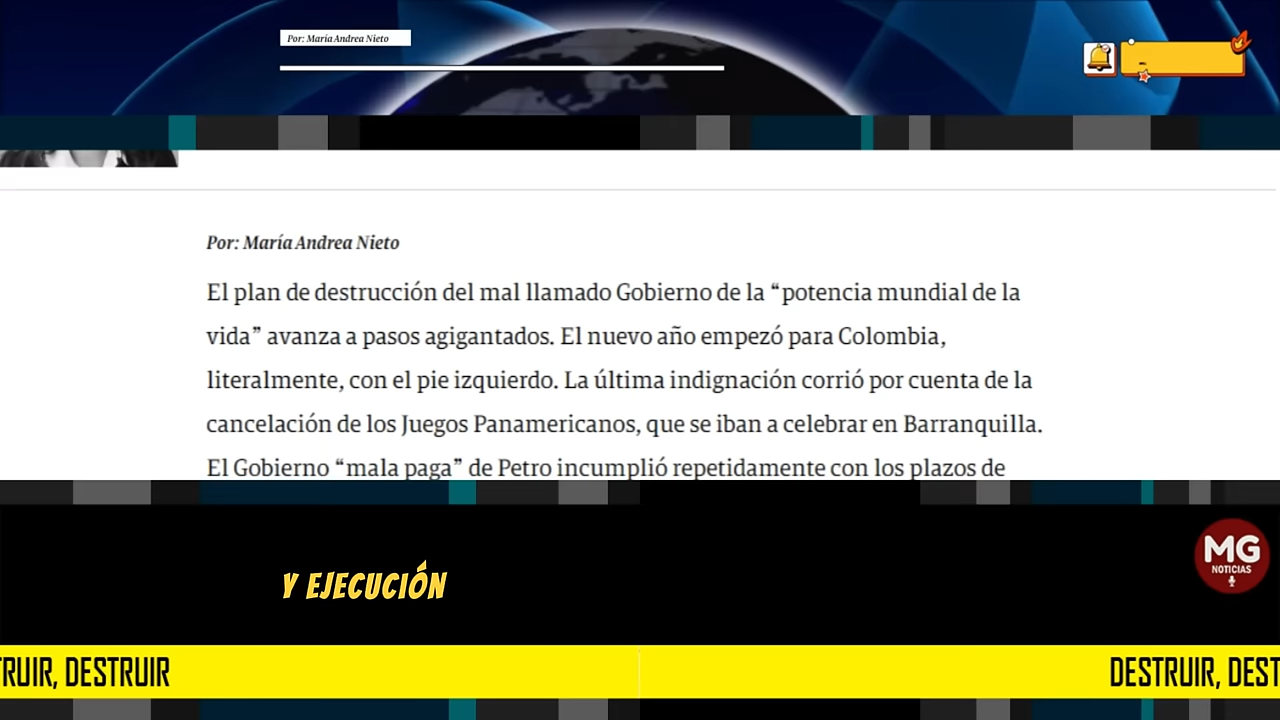 Por: María Andrea Nieto
Por: María Andrea Nieto
El plan de destrucción del mal llamado Gobierno de la “potencia mundial de la
vida” avanza a pasos agigantados. El nuevo año empezó para Colombia,
literalmente, con el pie izquierdo. La última indignación corrió por cuenta de la
cancelación de los Juegos Panamericanos, que se iban a celebrar en Barranquilla.
El Gobierno “mala paga” de Petro incumplió repetidamente con los plazos de
MG
NOTICIAS
Y EJECUCIÓN
TRUIR, DESTRUIR
DESTRUIR, DEST